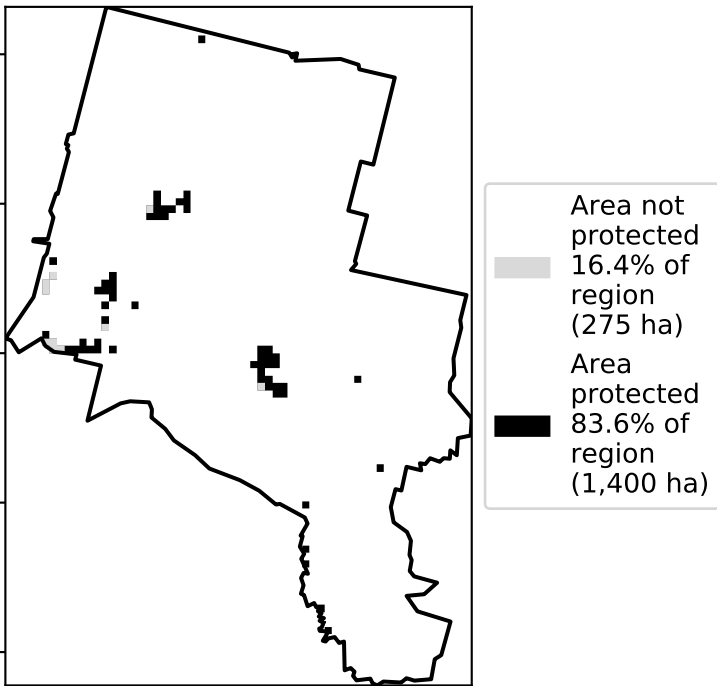 Area not
protected
16.4% of
region
(275 ha)
Area
protected
83.6% of
region
(1,400 ha)